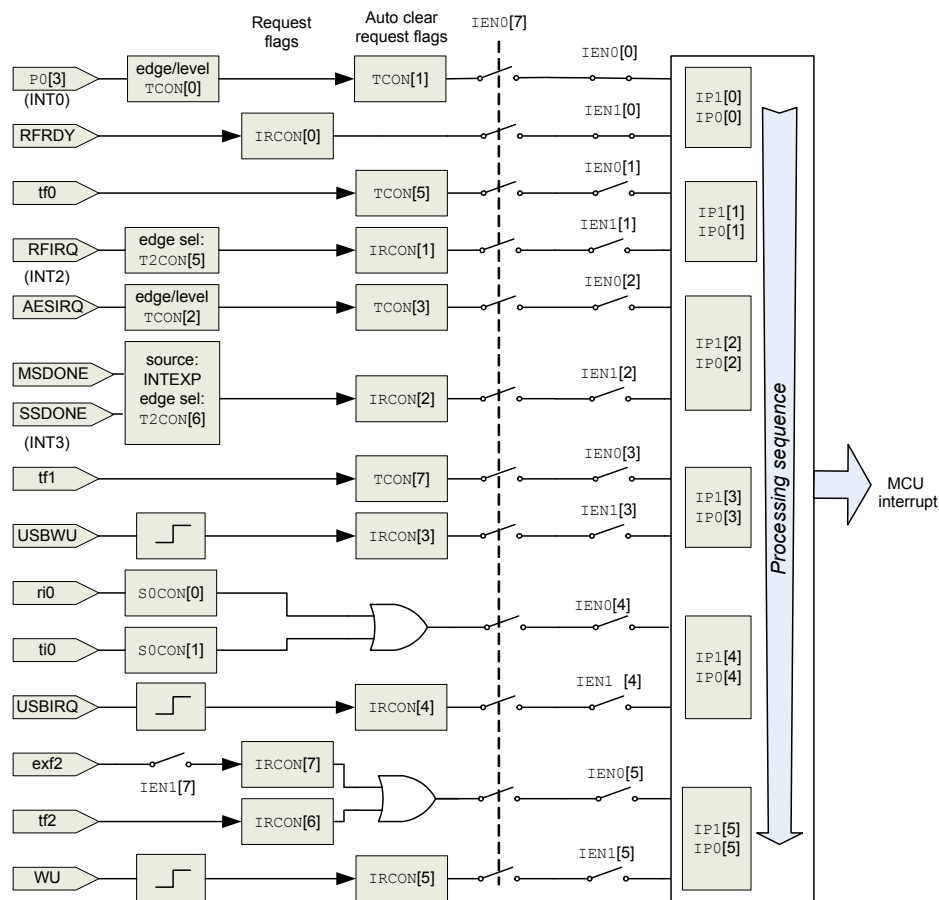 Request
flags
Auto clear
request flags
IEN0[7]
P0[3]
(INT0)
edge/level
TCON[0]
TCON[1]
IEN0[0]
IP1[0]
IP0[0]
RFRDY
IRCON[0]
IEN1[0]
tf0
TCON[5]
IEN0[1]
IP1[1]
IP0[1]
RFIRQ
(INT2)
edge sel:
T2CON[5]
IRCON[1]
IEN1[1]
AESIRQ
edge/level
TCON[2]
TCON[3]
IEN0[2]
IP1[2]
IP0[2]
MSDONE
SSDONE
(INT3)
source:
INTEXP
edge sel:
T2CON[6]
IRCON[2]
IEN1[2]
tf1
TCON[7]
IEN0[3]
IP1[3]
IP0[3]
USBWU
IRCON[3]
IEN1[3]
Processing sequence
MCU
interrupt
ri0
S0CON[0]
ti0
S0CON[1]
IEN0[4]
IP1[4]
IP0[4]
USBIRQ
IRCON[4]
IEN1 [4]
exf2
IEN1[7]
IRCON[7]
IEN0[5]
tf2
IRCON[6]
IP1[5]
IP0[5]
WU
IRCON[5]
IEN1[5]